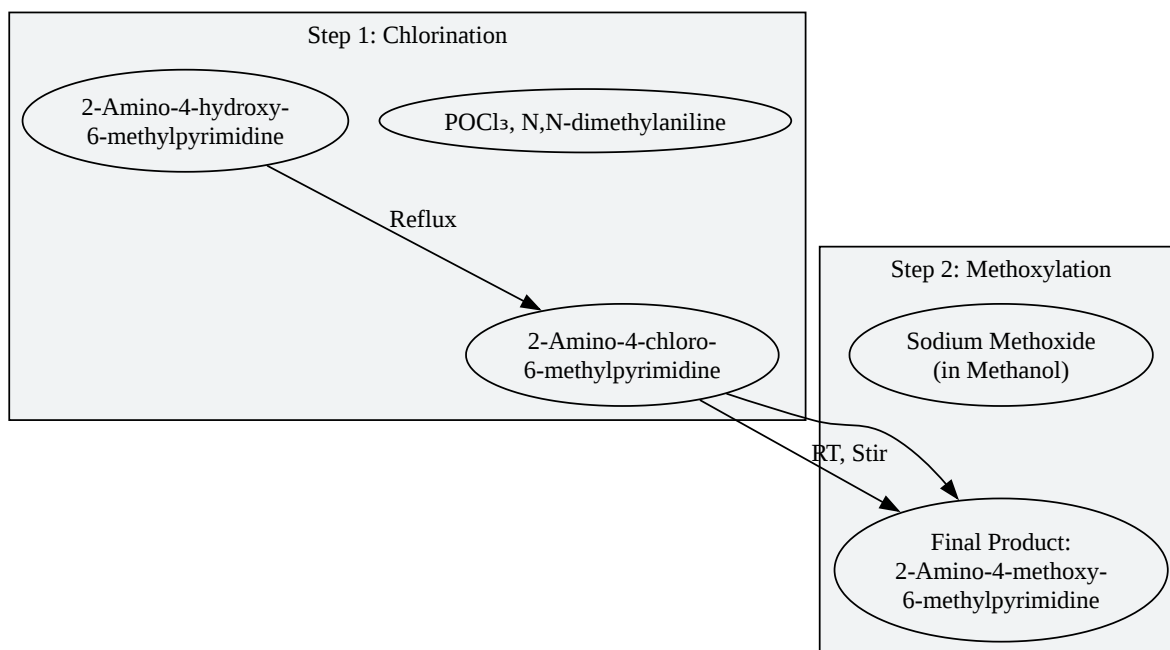 Step 1: Chlorination
2-Amino-4-hydroxy-
6-methylpyrimidine
POCl₃, N,N-dimethylaniline
Reflux
2-Amino-4-chloro-
6-methylpyrimidine
Step 2: Methoxylation
Sodium Methoxide
(in Methanol)
RT, Stir
Final Product:
2-Amino-4-methoxy-
6-methylpyrimidine